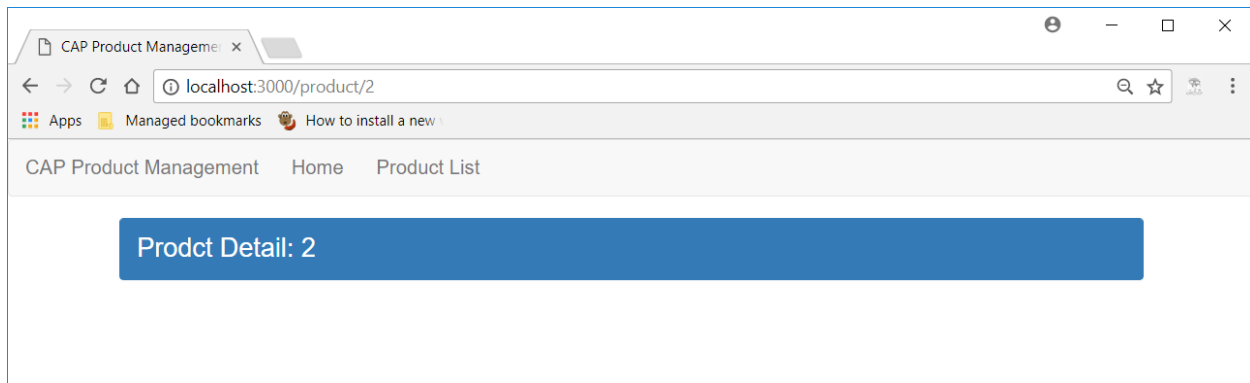 CAP Product Managemen
localhost:3000/product/2
Apps Managed bookmarks How to install a new
CAP Product Management Home Product List
Prodct Detail: 2